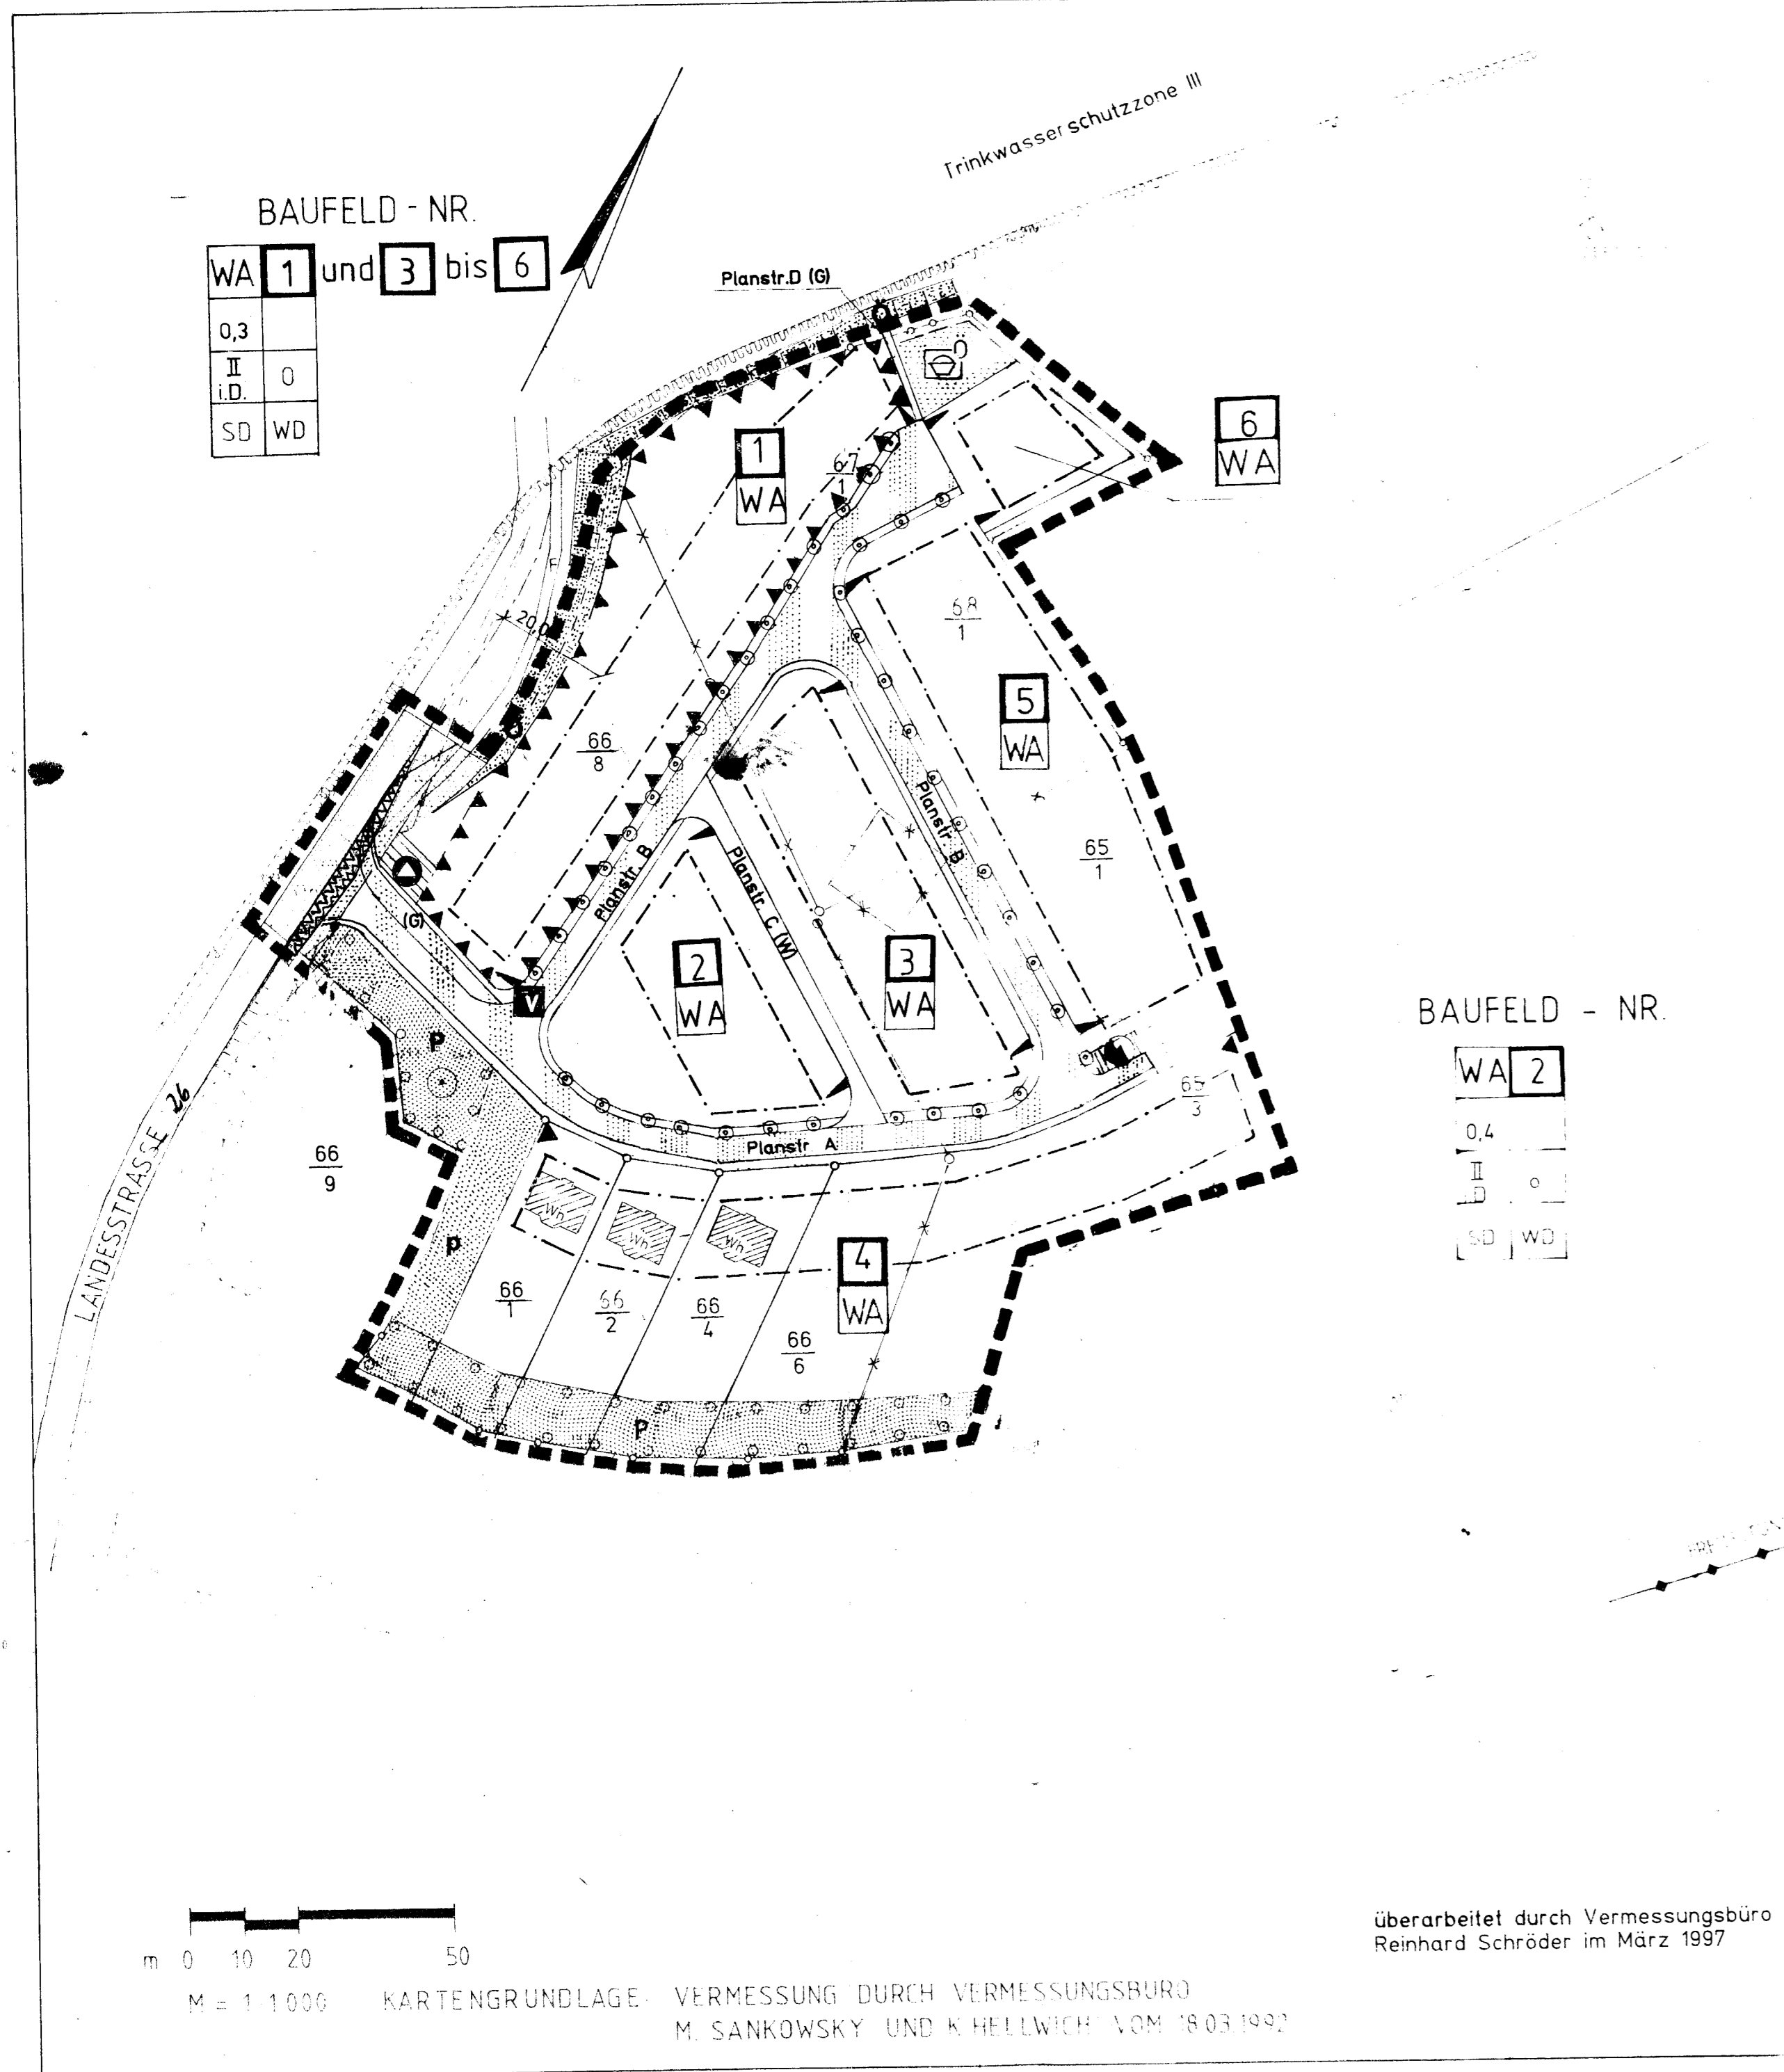 Trinkwasserschutzzone III
BAUFELD - NR.
WA 1 und 3 bis 6
0,3
II
i.D.
O
SD WD
Planstr.D (G)
O
6
WA
1
WA
67
1
68
1
20,0
5
WA
66
8
65
1
Planstr. B
Planstr. B
Planstr. C (W)
(G)
2
WA
3
WA
V
P
BAUFELD - NR.
WA 2
0,4
II
i.D
o
SD WD
65
3
Planstr A
LANDESSTRASSE 26
66
9
P
Wh
Wh
Wh
4
WA
66
1
66
2
66
4
66
6
P
m 0 10 20 50
M = 1:1000
KARTENGRUNDLAGE: VERMESSUNG DURCH VERMESSUNGSBÜRO
M. SANKOWSKY UND K HELLWICH VOM 18.03.1992
überarbeitet durch Vermessungsbüro
Reinhard Schröder im März 1997